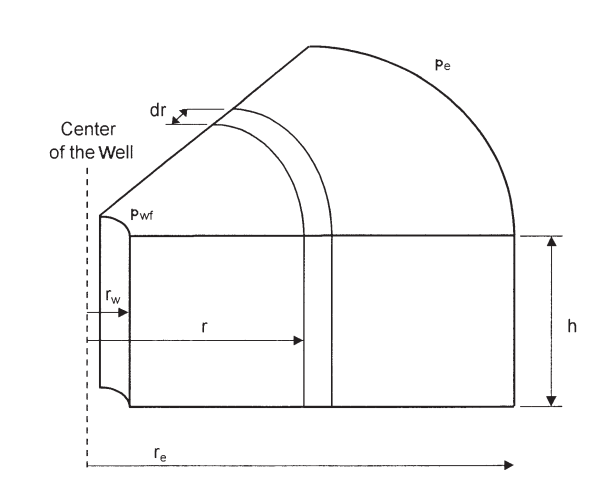 pe
dr
Center
of the Well
pwf
rw
r
h
re